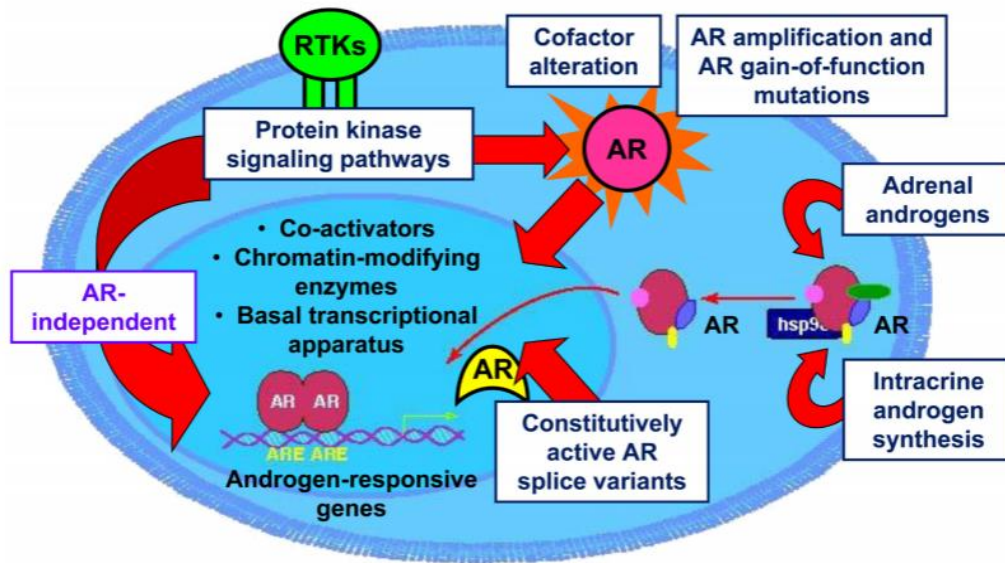 RTKs
Cofactor
alteration
AR amplification and
AR gain-of-function
mutations
Protein kinase
signaling pathways
AR
Adrenal
androgens
• Co-activators
• Chromatin-modifying
enzymes
• Basal transcriptional
apparatus
AR-
independent
AR
hsp90
AR
AR
AR AR
ARE ARE
Androgen-responsive
genes
Constitutively
active AR
splice variants
Intracrine
androgen
synthesis